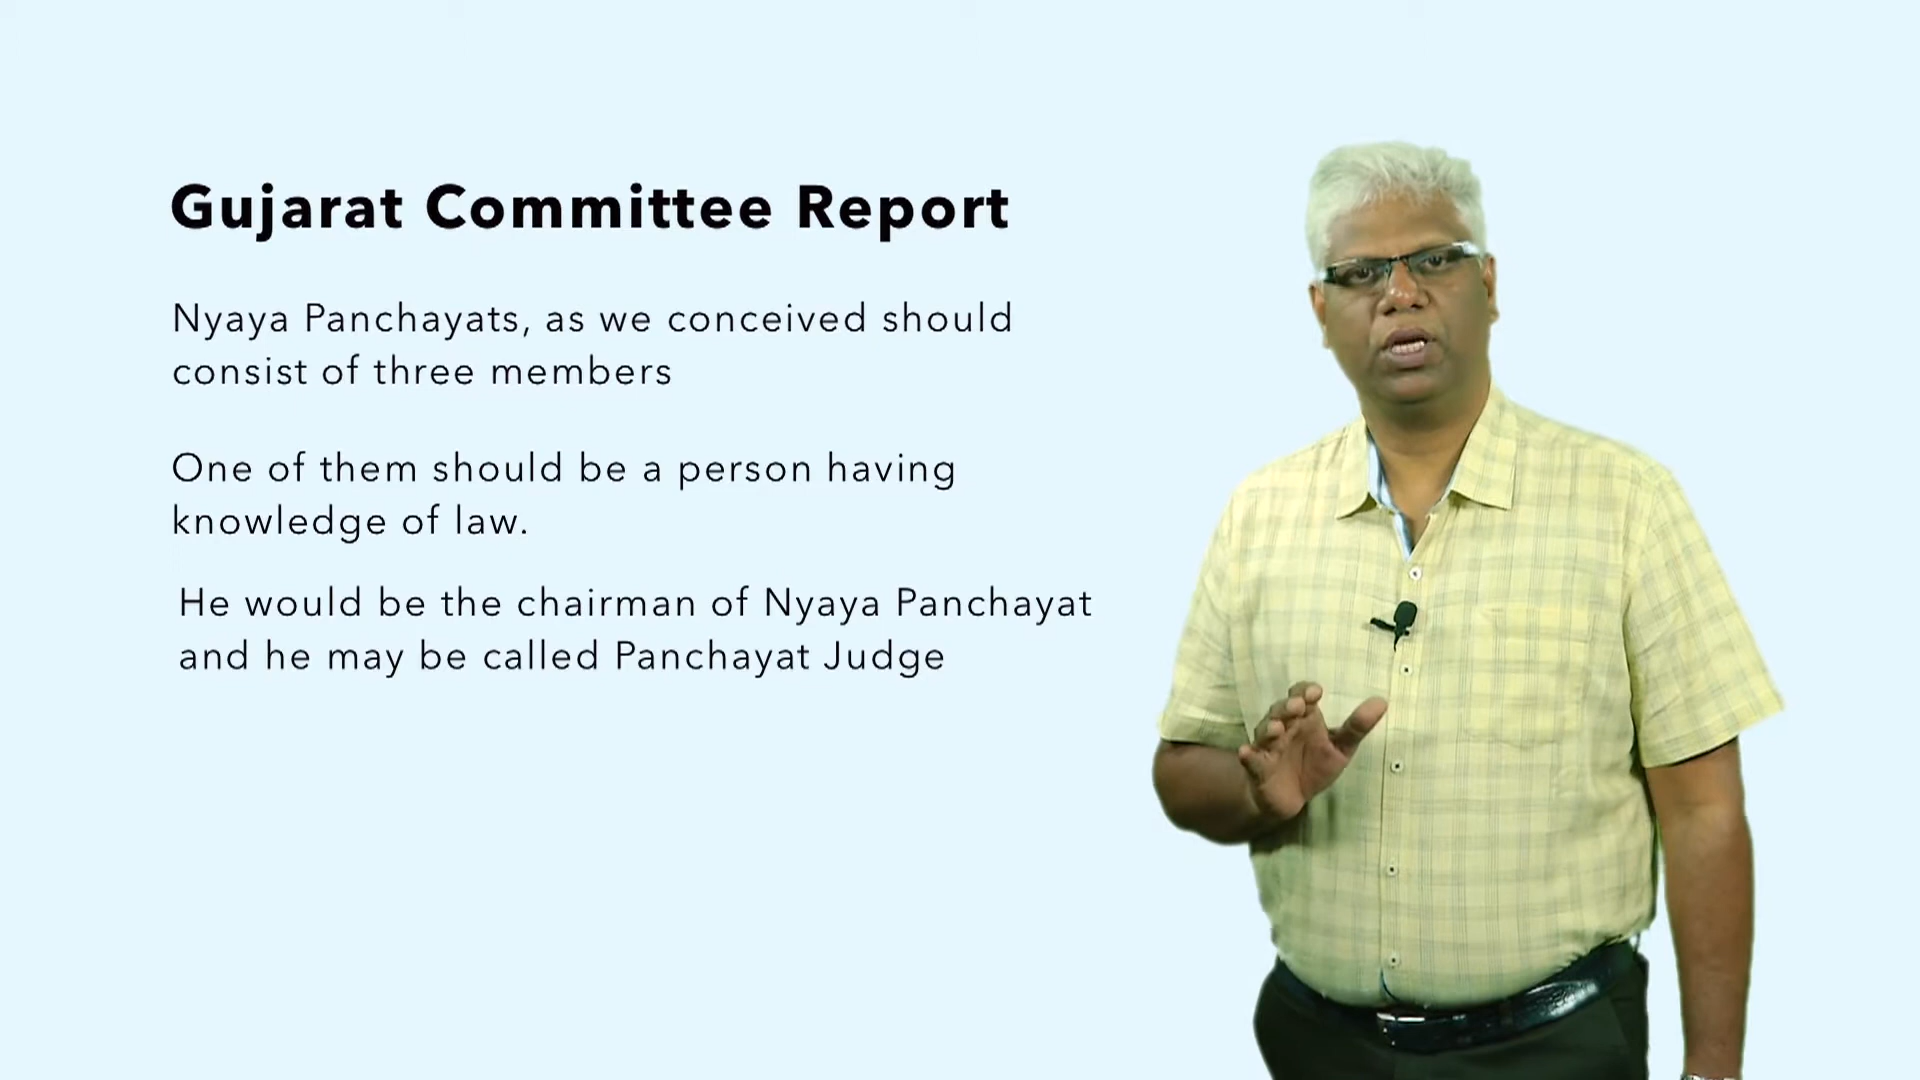 Gujarat Committee Report
Nyaya Panchayats, as we conceived should
consist of three members
One of them should be a person having
knowledge of law.
He would be the chairman of Nyaya Panchayat
and he may be called Panchayat Judge